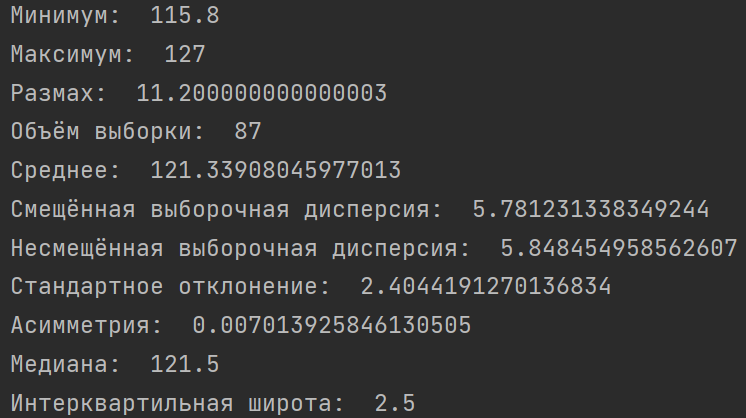 Минимум:  115.8
Максимум:  127
Размах:  11.200000000000003
Объём выборки:  87
Среднее:  121.33908045977013
Смещённая выборочная дисперсия:  5.781231338349244
Несмещённая выборочная дисперсия:  5.848454958562607
Стандартное отклонение:  2.4044191270136834
Асимметрия:  0.007013925846130505
Медиана:  121.5
Интерквартильная широта:  2.5